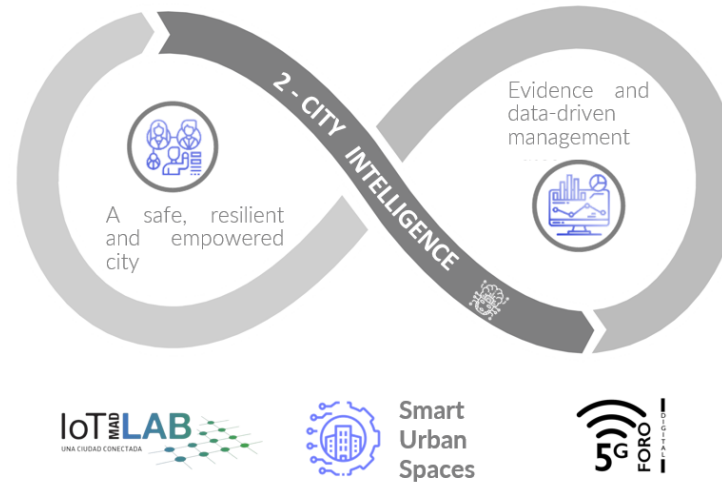 2 - CITY INTELLIGENCE
A safe, resilient
and empowered
city
Evidence and
data-driven
management
IoT MAD LAB
UNA CIUDAD CONECTADA
Smart
Urban
Spaces
5G
FORO
DIGITAL